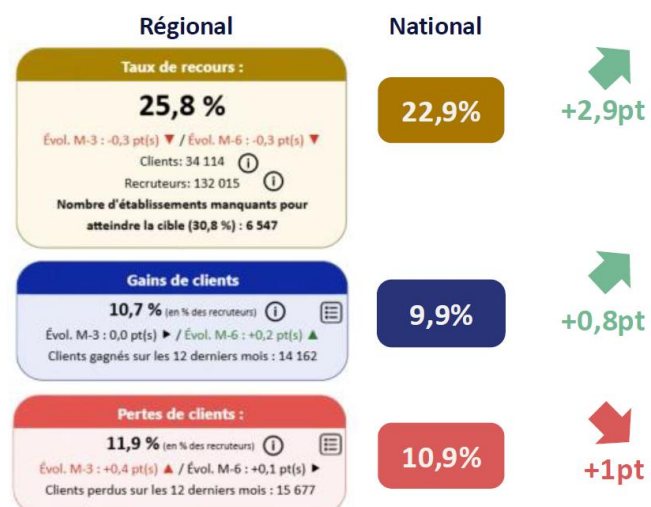 Régional
National
Taux de recours :
25,8 %
Évol. M-3 : -0,3 pt(s) ▼ / Évol. M-6 : -0,3 pt(s) ▼
Clients: 34 114
Recruteurs: 132 015
Nombre d'établissements manquants pour
atteindre la cible (30,8 %) : 6 547
22,9%
+2,9pt
Gains de clients
10,7 % (en % des recruteurs)
Évol. M-3 : 0,0 pt(s) ► / Évol. M-6 : +0,2 pt(s) ▲
Clients gagnés sur les 12 derniers mois : 14 162
9,9%
+0,8pt
Pertes de clients :
11,9 % (en % des recruteurs)
Évol. M-3 : +0,4 pt(s) ▲ / Évol. M-6 : +0,1 pt(s) ►
Clients perdus sur les 12 derniers mois : 15 677
10,9%
+1pt